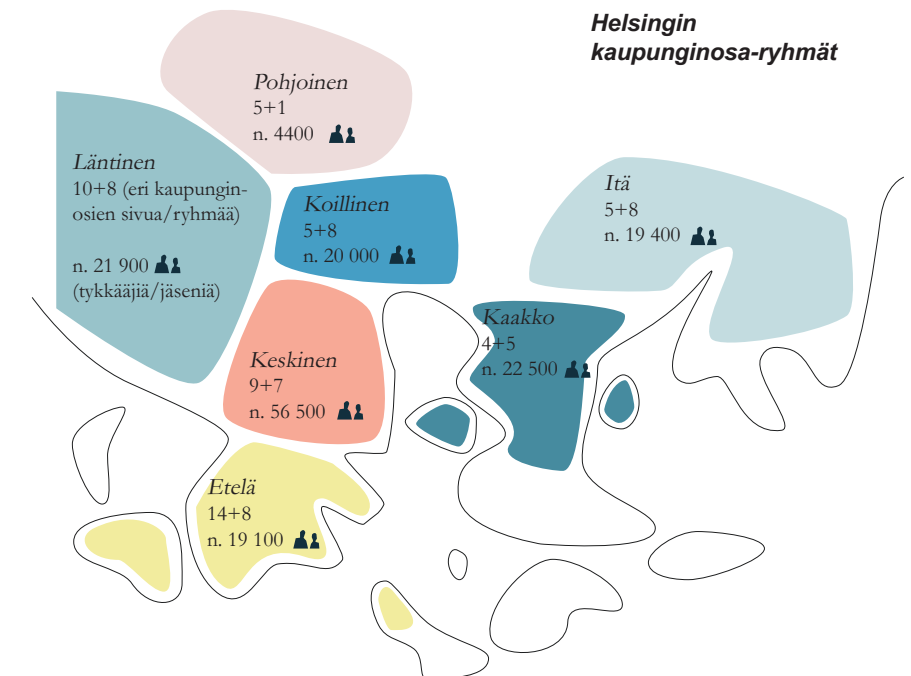 Helsingin
kaupunginosa-ryhmät
Pohjoinen
5+1
n. 4400
Läntinen
10+8 (eri kaupungin-
osien sivua/ryhmää)
n. 21 900
(tykkääjiä/jäseniä)
Koillinen
5+8
n. 20 000
Itä
5+8
n. 19 400
Kaakko
4+5
n. 22 500
Keskinen
9+7
n. 56 500
Etelä
14+8
n. 19 100